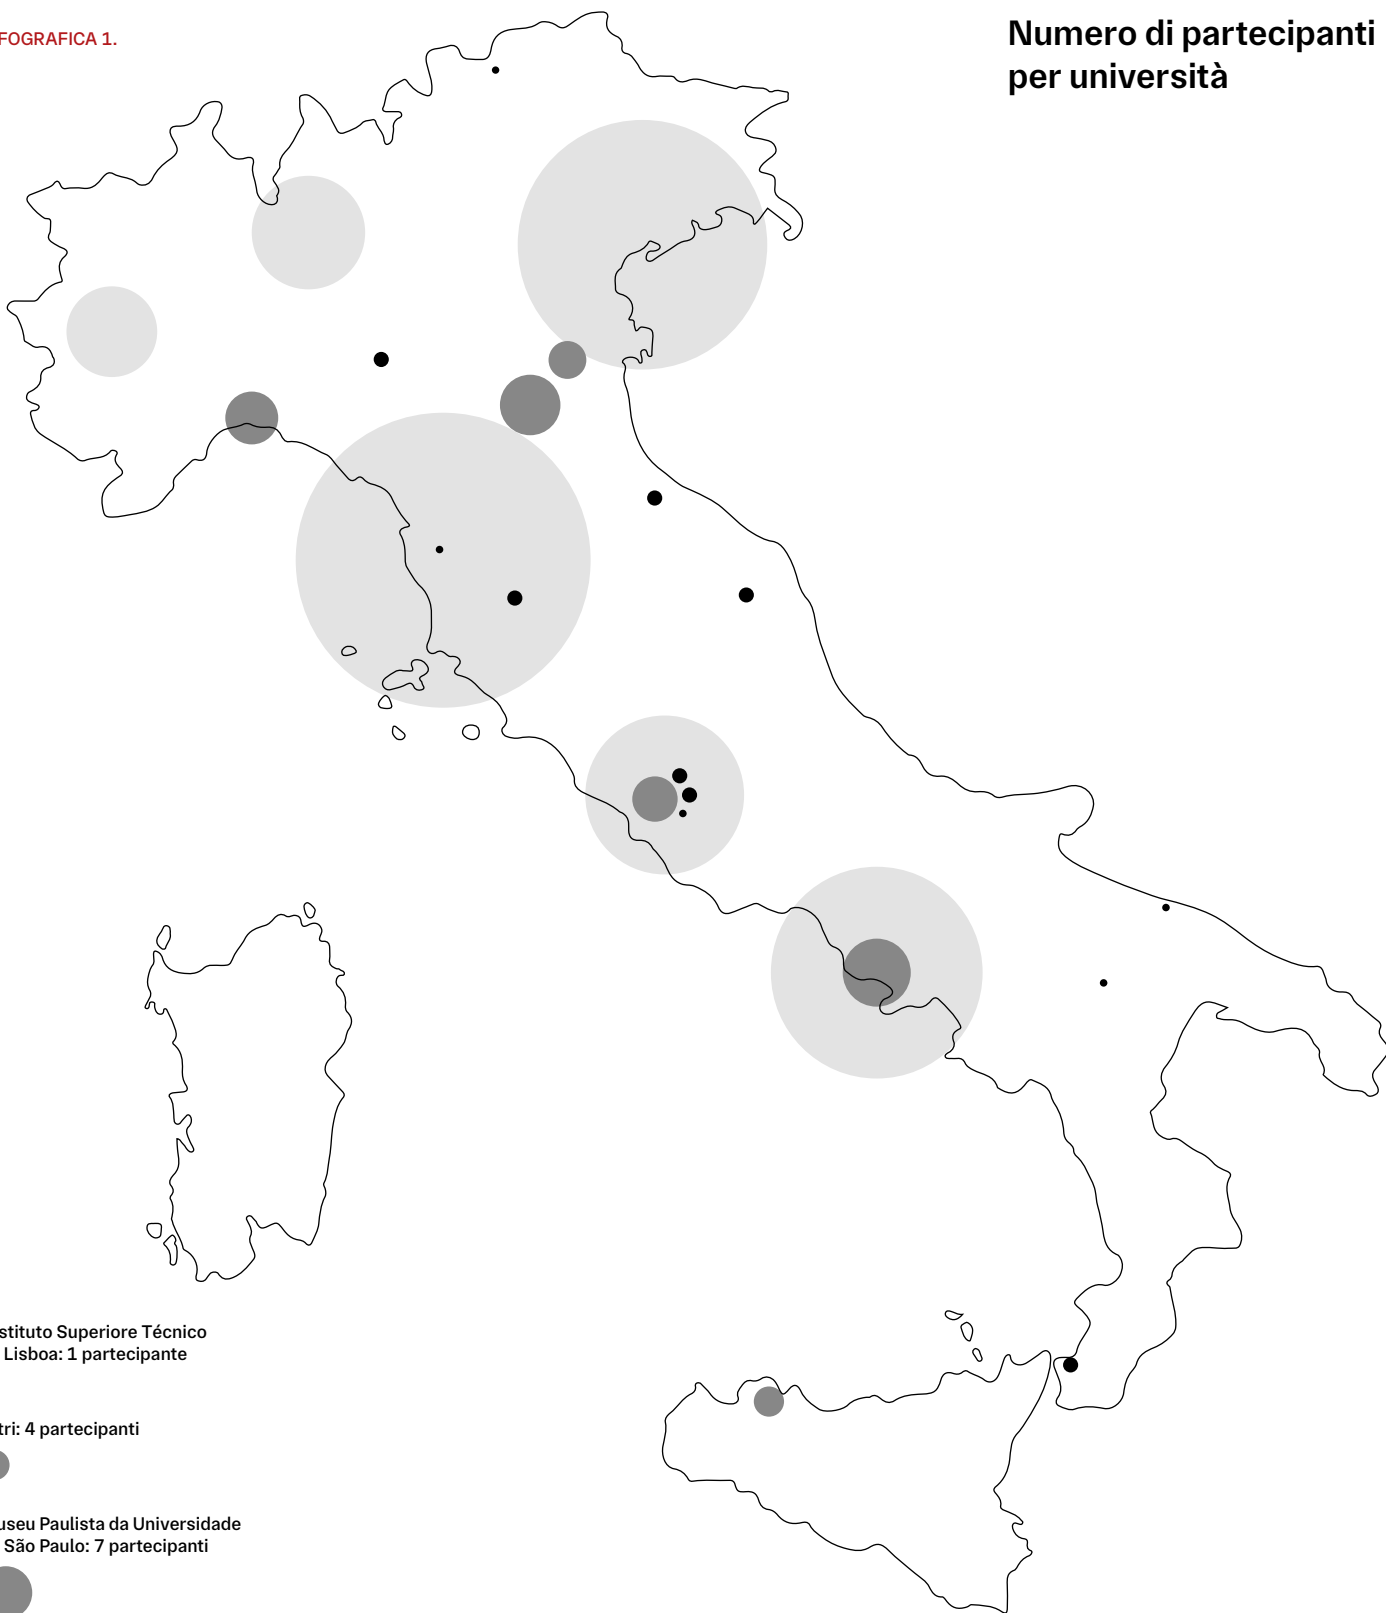 FOGRAFICA 1.
Numero di partecipanti
per università
stituto Superiore Técnico
Lisboa: 1 partecipante
tri: 4 partecipanti
useu Paulista da Universidade
São Paulo: 7 partecipanti